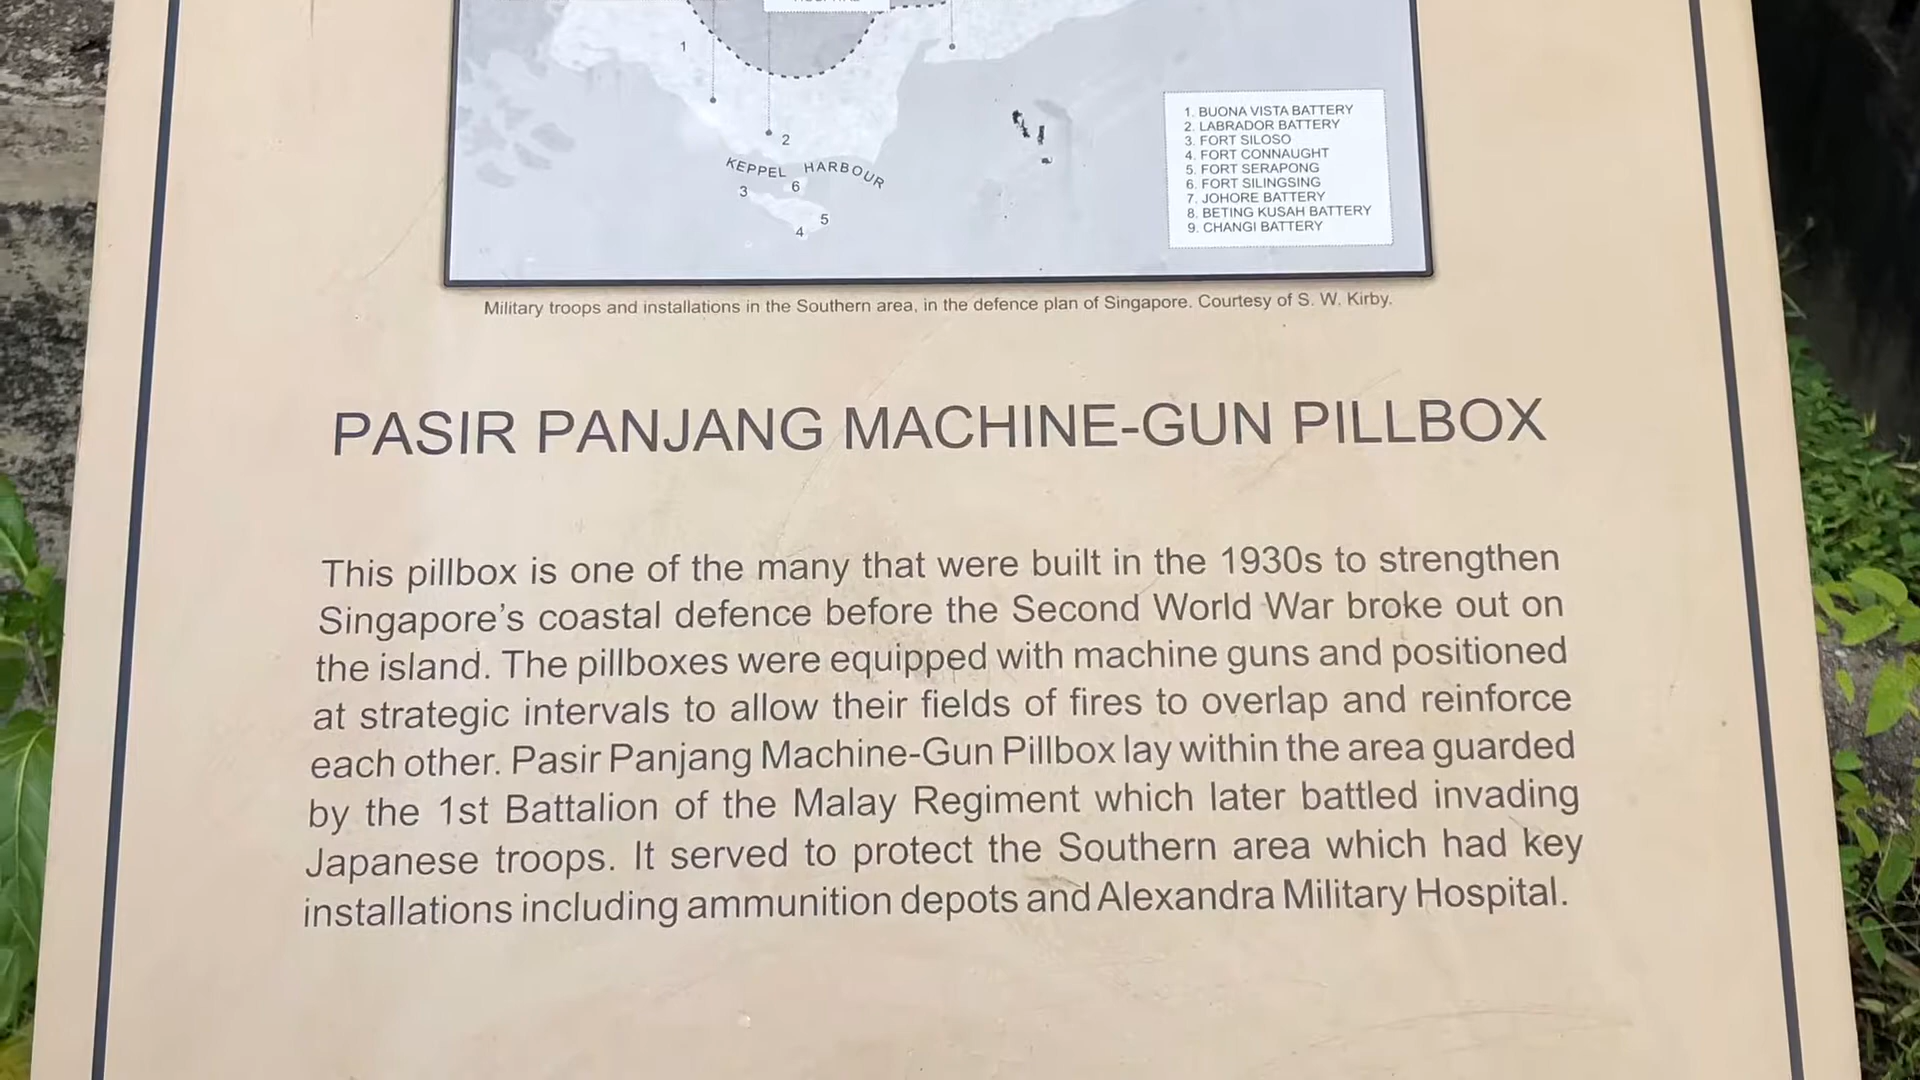 1
2
KEPPEL HARBOUR
3
6
5
4
1. BUONA VISTA BATTERY
2. LABRADOR BATTERY
3. FORT SILOSO
4. FORT CONNAUGHT
5. FORT SERAPONG
6. FORT SILINGSING
7. JOHORE BATTERY
8. BETING KUSAH BATTERY
9. CHANGI BATTERY
Military troops and installations in the Southern area, in the defence plan of Singapore. Courtesy of S. W. Kirby.
PASIR PANJANG MACHINE-GUN PILLBOX
This pillbox is one of the many that were built in the 1930s to strengthen
Singapore’s coastal defence before the Second World War broke out on
the island. The pillboxes were equipped with machine guns and positioned
at strategic intervals to allow their fields of fires to overlap and reinforce
each other. Pasir Panjang Machine-Gun Pillbox lay within the area guarded
by the 1st Battalion of the Malay Regiment which later battled invading
Japanese troops. It served to protect the Southern area which had key
installations including ammunition depots and Alexandra Military Hospital.